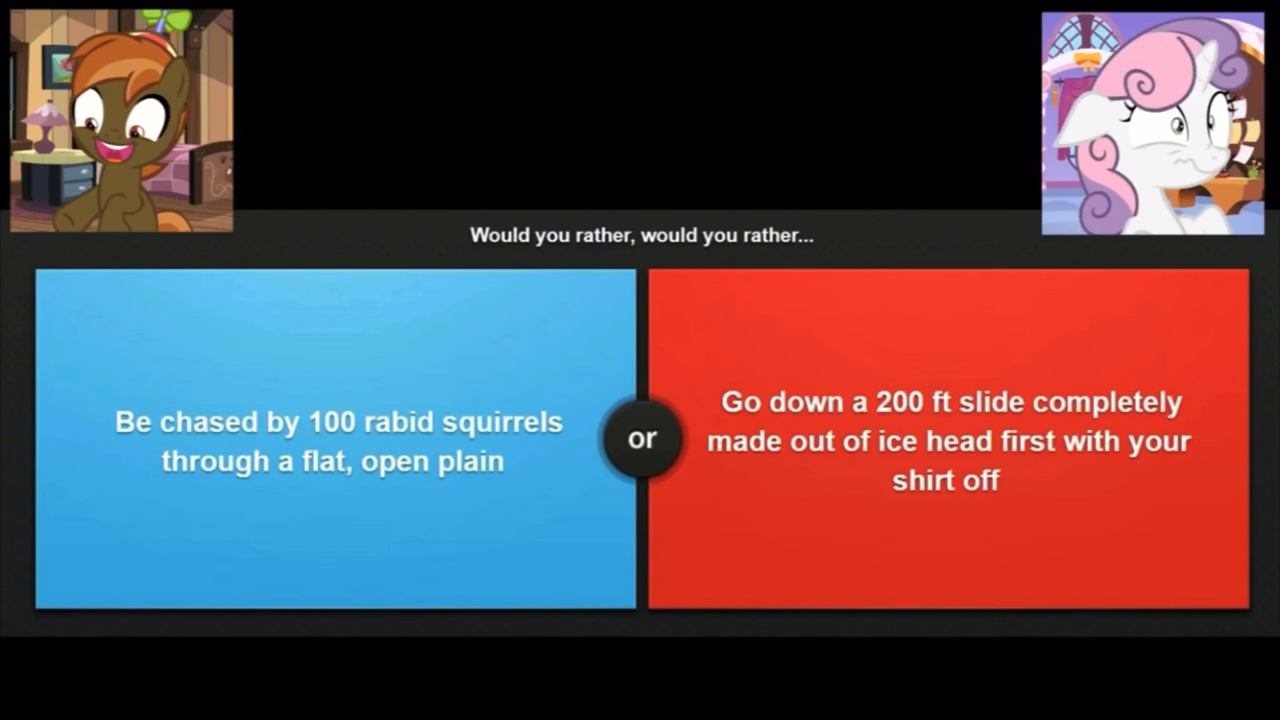 Would you rather, would you rather...
Be chased by 100 rabid squirrels
through a flat, open plain
or
Go down a 200 ft slide completely
made out of ice head first with your
shirt off